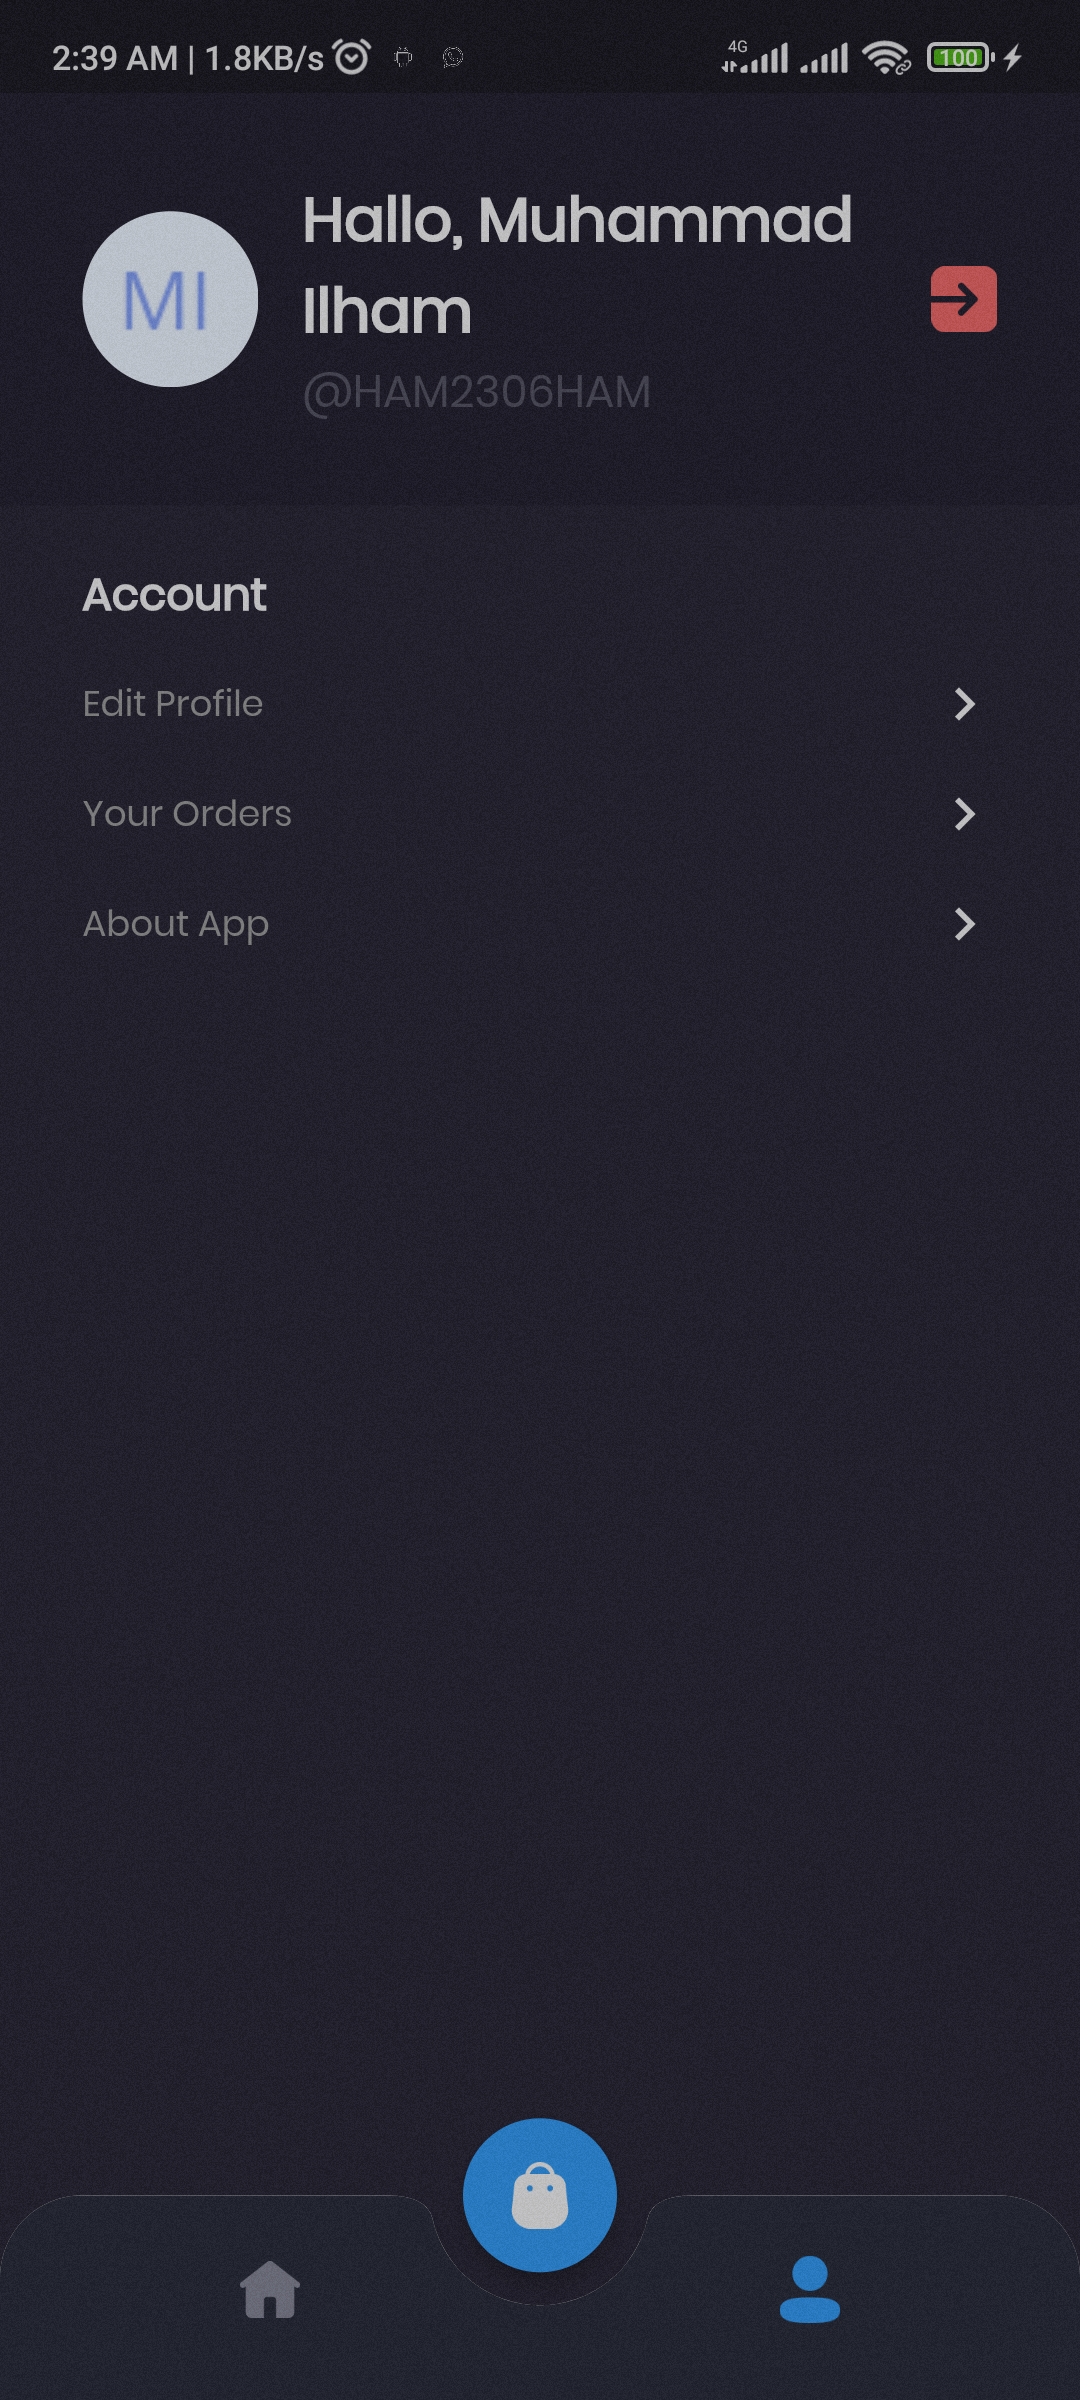 2:39 AM | 1.8KB/s
4G
100
Hallo, Muhammad
Ilham
MI
@HAM2306HAM
Account
Edit Profile
Your Orders
About App